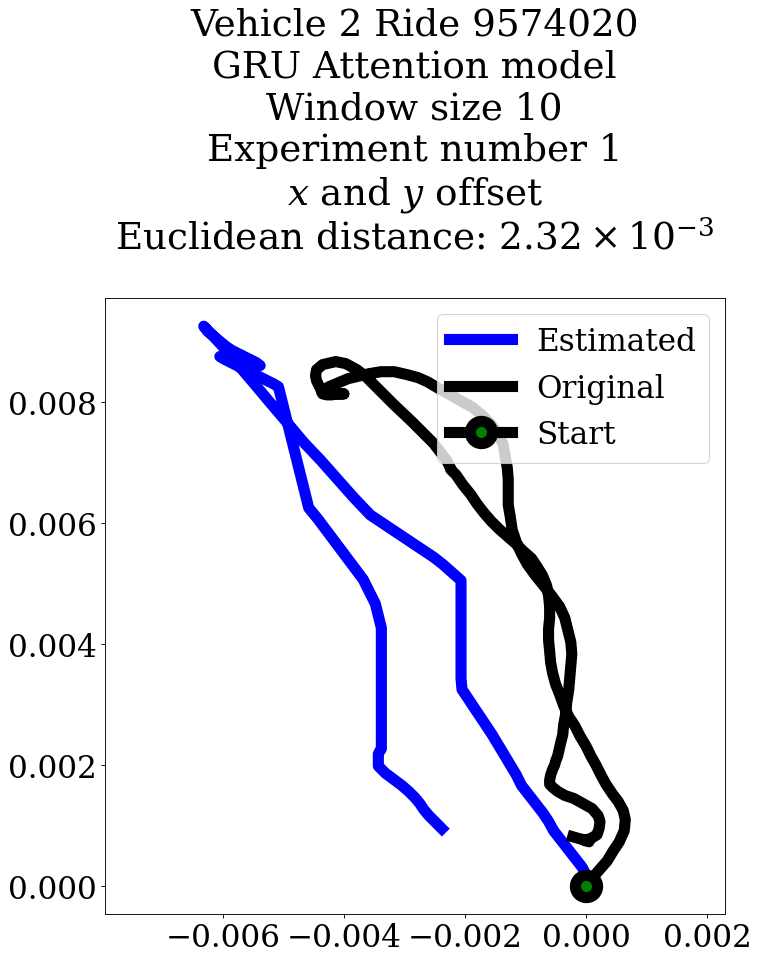 Vehicle 2 Ride 9574020
GRU Attention model
Window size 10
Experiment number 1
x and y offset
Euclidean distance: 2.32 × 10⁻³
Estimated
Original
Start
0.008
0.006
0.004
0.002
0.000
−0.006 −0.004 −0.002 0.000 0.002